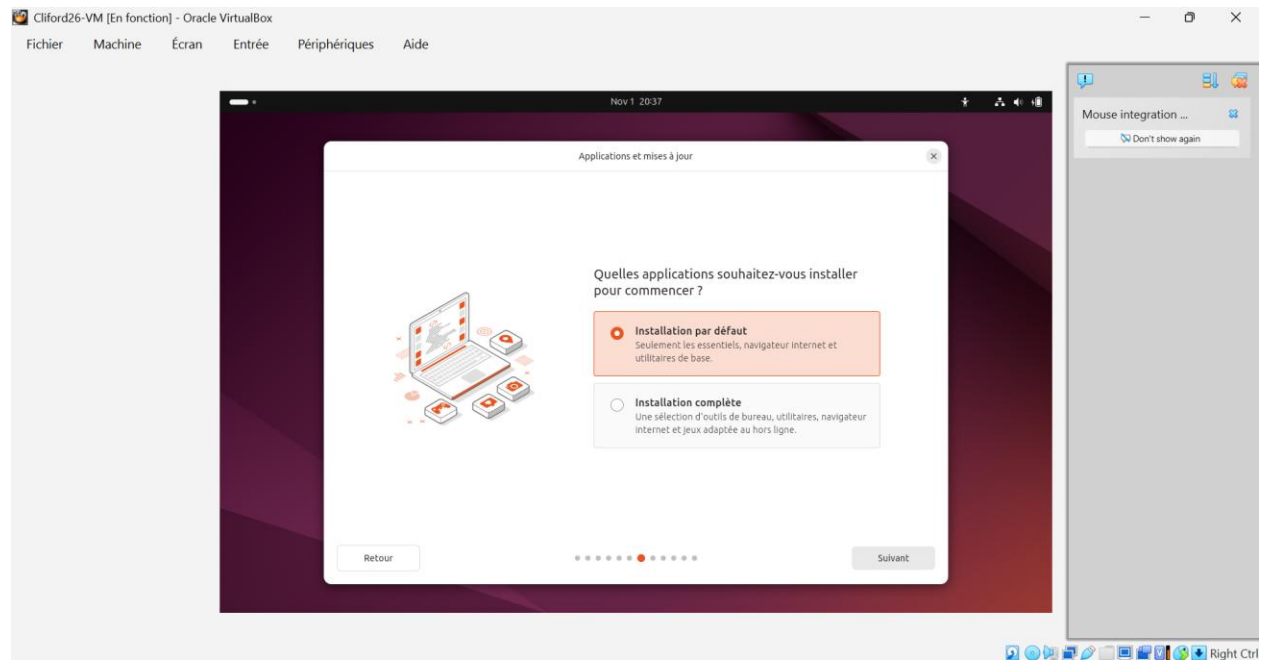 Cliford26-VM [En fonction] - Oracle VirtualBox
Fichier Machine Écran Entrée Périphériques Aide
Nov 1 20:37
Mouse integration ...
Don't show again
Applications et mises à jour
Quelles applications souhaitez-vous installer
pour commencer ?
Installation par défaut
Seulement les essentiels, navigateur internet et
utilitaires de base.
Installation complète
Une sélection d'outils de bureau, utilitaires, navigateur
internet et jeux adaptée au hors ligne.
Retour
Suivant
Right Ctrl